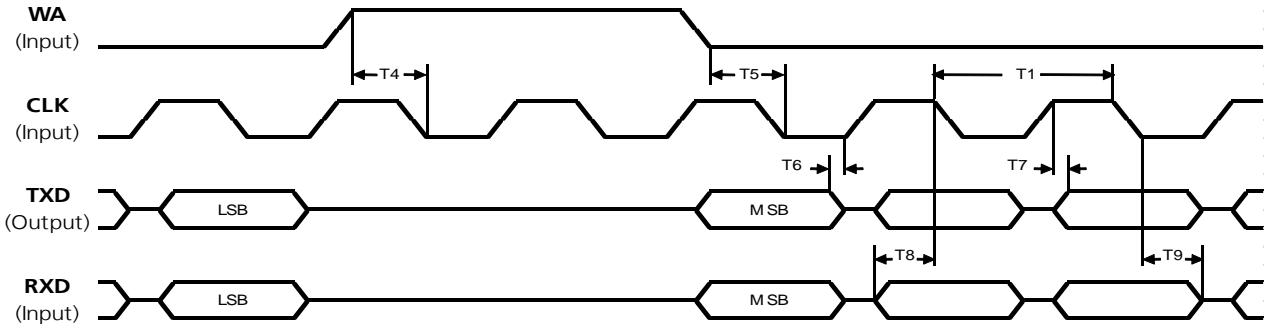 WA
(Input)
T4
T5
T1
CLK
(Input)
T6
T7
TXD
(Output)
LSB
MSB
T8
T9
RXD
(Input)
LSB
MSB